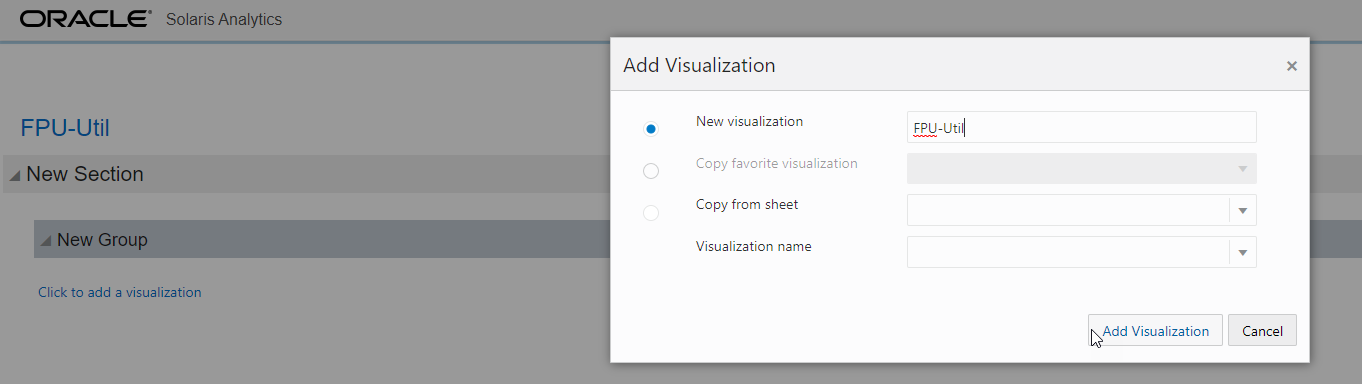 ORACLE® Solaris Analytics
FPU-Util
New Section
New Group
Click to add a visualization
Add Visualization ×
New visualization FPU-Util
Copy favorite visualization
Copy from sheet
Visualization name
Add Visualization Cancel